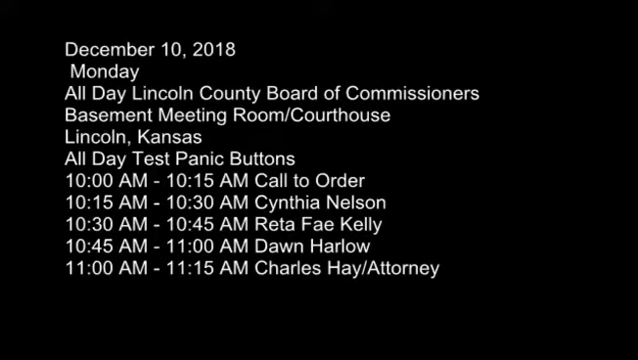 December 10, 2018
Monday
All Day Lincoln County Board of Commissioners
Basement Meeting Room/Courthouse
Lincoln, Kansas
All Day Test Panic Buttons
10:00 AM - 10:15 AM Call to Order
10:15 AM - 10:30 AM Cynthia Nelson
10:30 AM - 10:45 AM Reta Fae Kelly
10:45 AM - 11:00 AM Dawn Harlow
11:00 AM - 11:15 AM Charles Hay/Attorney